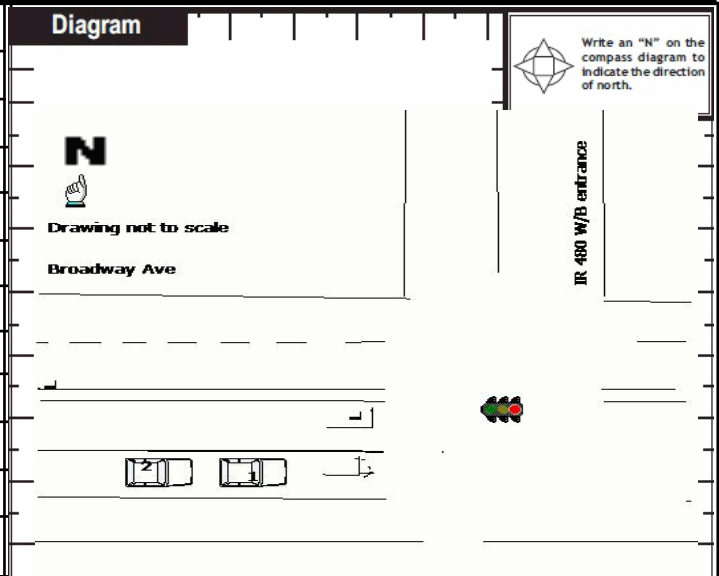 Diagram
Write an "N" on the
compass diagram to
indicate the direction
of north.
N
Drawing not to scale
Broadway Ave
IR 480 W/B entrance
2
1